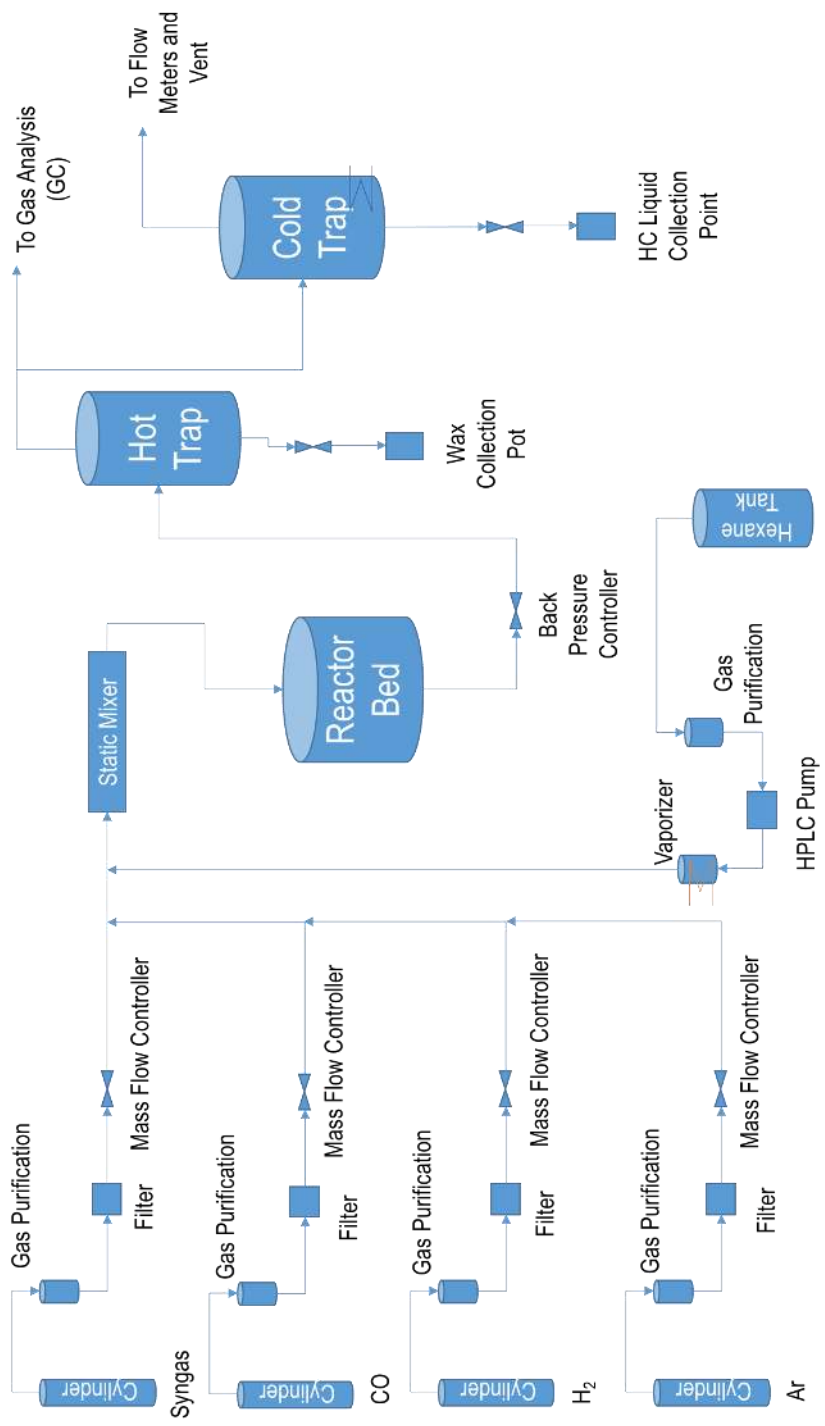 To Gas Analysis
(GC)
To Flow
Meters and
Vent
Hot
Trap
Cold
Trap
Wax
Collection
Pot
HC Liquid
Collection
Point
Static Mixer
Reactor
Bed
Back
Pressure
Controller
Hexane
Tank
Gas
Purification
HPLC Pump
Vaporizer
Gas Purification
Cylinder
Syngas
Filter
Mass Flow Controller
Gas Purification
Cylinder
CO
Filter
Mass Flow Controller
Gas Purification
Cylinder
H₂
Filter
Mass Flow Controller
Gas Purification
Cylinder
Ar
Filter
Mass Flow Controller